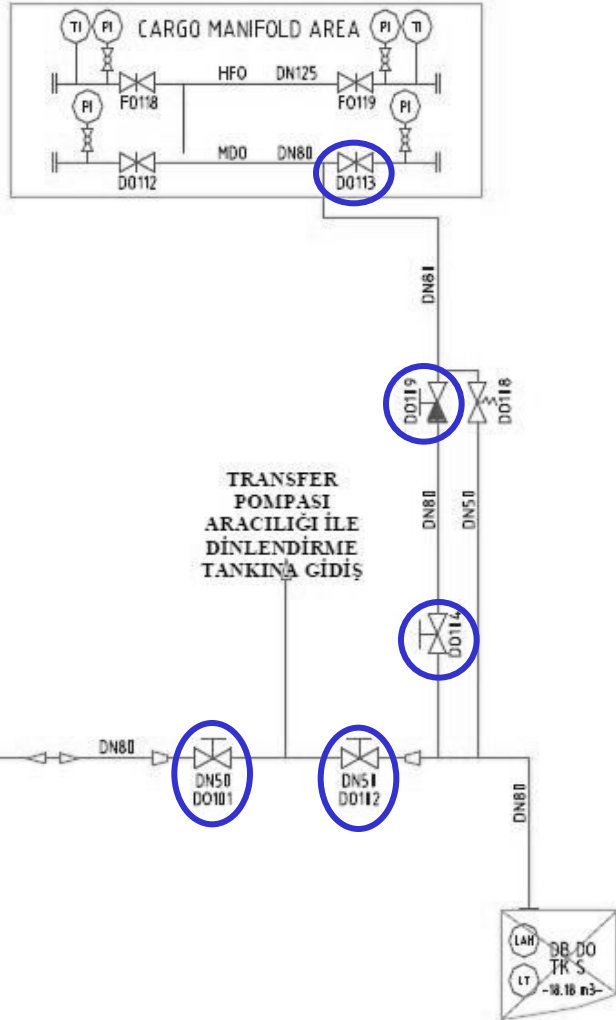 TI PI CARGO MANIFOLD AREA PI TI
HFO DN125
FO118 FO119
PI PI
MDO DN80
DO112 DO113
DN80
DO119
DO118
TRANSFER
POMPASI
ARACILIĞI İLE
DİNLENDİRME
TANKINA GİDİŞ
DN80
DN50
DO114
DN80
DN50
DO101
DN50
DO102
DN80
LAH
DB DO
TK S
LT
~18.18 m3~